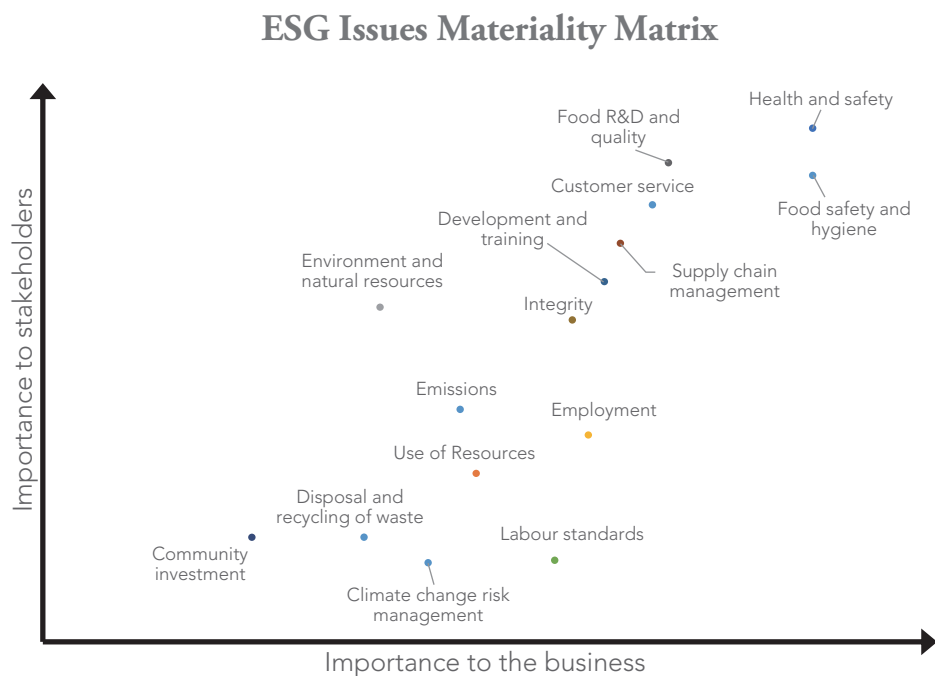 ESG Issues Materiality Matrix
Health and safety
Food R&D and
quality
Customer service
Food safety and
hygiene
Development and
training
Supply chain
management
Environment and
natural resources
Integrity
Importance to stakeholders
Emissions
Employment
Use of Resources
Disposal and
recycling of waste
Labour standards
Community
investment
Climate change risk
management
Importance to the business